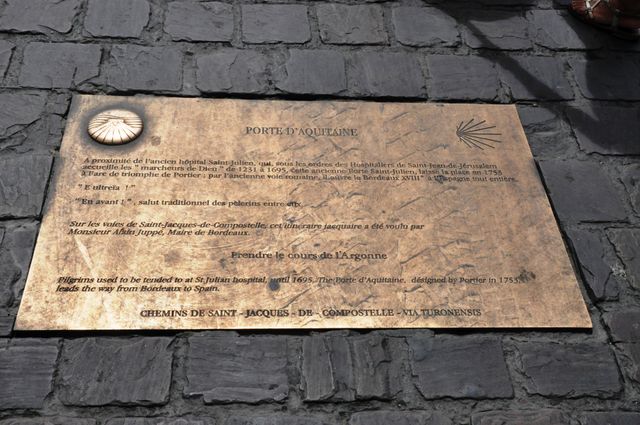 PORTE D'AQUITAINE
A proximité de l'ancien hôpital Saint-Julien, qui, sous les ordres des Hospitaliers de Saint-Jean-de-Jérusalem
accueille les " marcheurs de Dieu " de 1231 à 1695, cette ancienne Porte Saint-Julien, laisse la place en 1753
à l'arc de triomphe de Portier : par l'ancienne voie romaine, il ouvre le Bordeaux XVIII° à l'Espagne tout entière.
"E ultreïa !"
"En avant !", salut traditionnel des pèlerins entre eux.
Sur les voies de Saint-Jacques-de-Compostelle, cet itinéraire jacquaire a été voulu par
Monsieur Alain Juppé, Maire de Bordeaux.
Prendre le cours de l'Argonne
Pilgrims used to be tended to at St Julian hospital, until 1695. The Porte d'Aquitaine, designed by Portier in 1753,
leads the way from Bordeaux to Spain.
CHEMINS DE SAINT - JACQUES - DE - COMPOSTELLE - VIA TURONENSIS